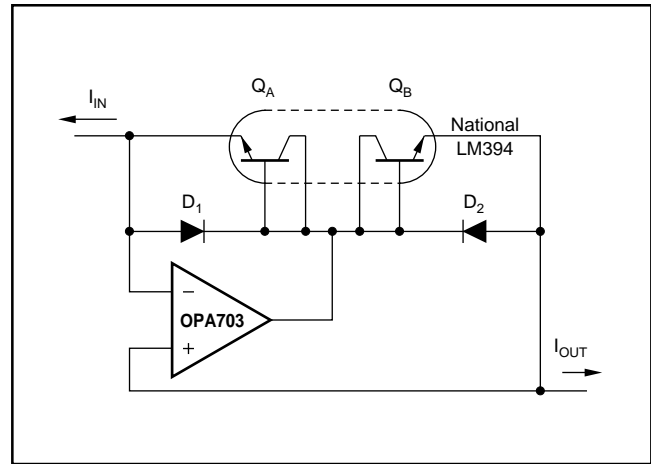 Q_A Q_B
I_IN
National
LM394
D_1 D_2
−
OPA703
+
I_OUT